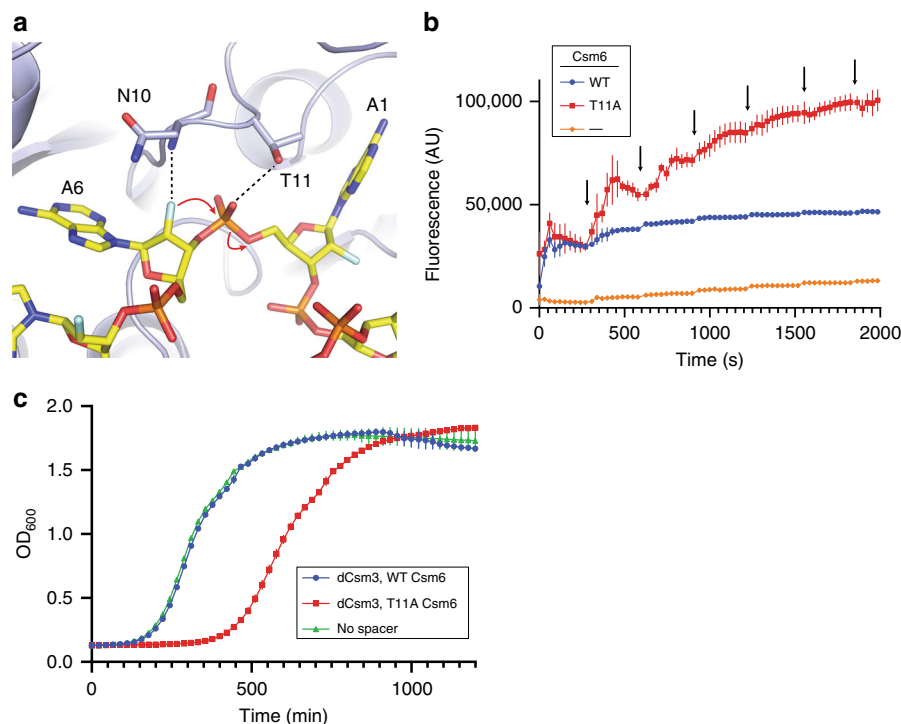 a
N10
A1
T11
A6
b
Csm6
WT
T11A
—
100,000
50,000
0
Fluorescence (AU)
0 500 1000 1500 2000
Time (s)
c
2.0
1.5
1.0
0.5
0.0
OD600
dCsm3, WT Csm6
dCsm3, T11A Csm6
No spacer
0 500 1000
Time (min)